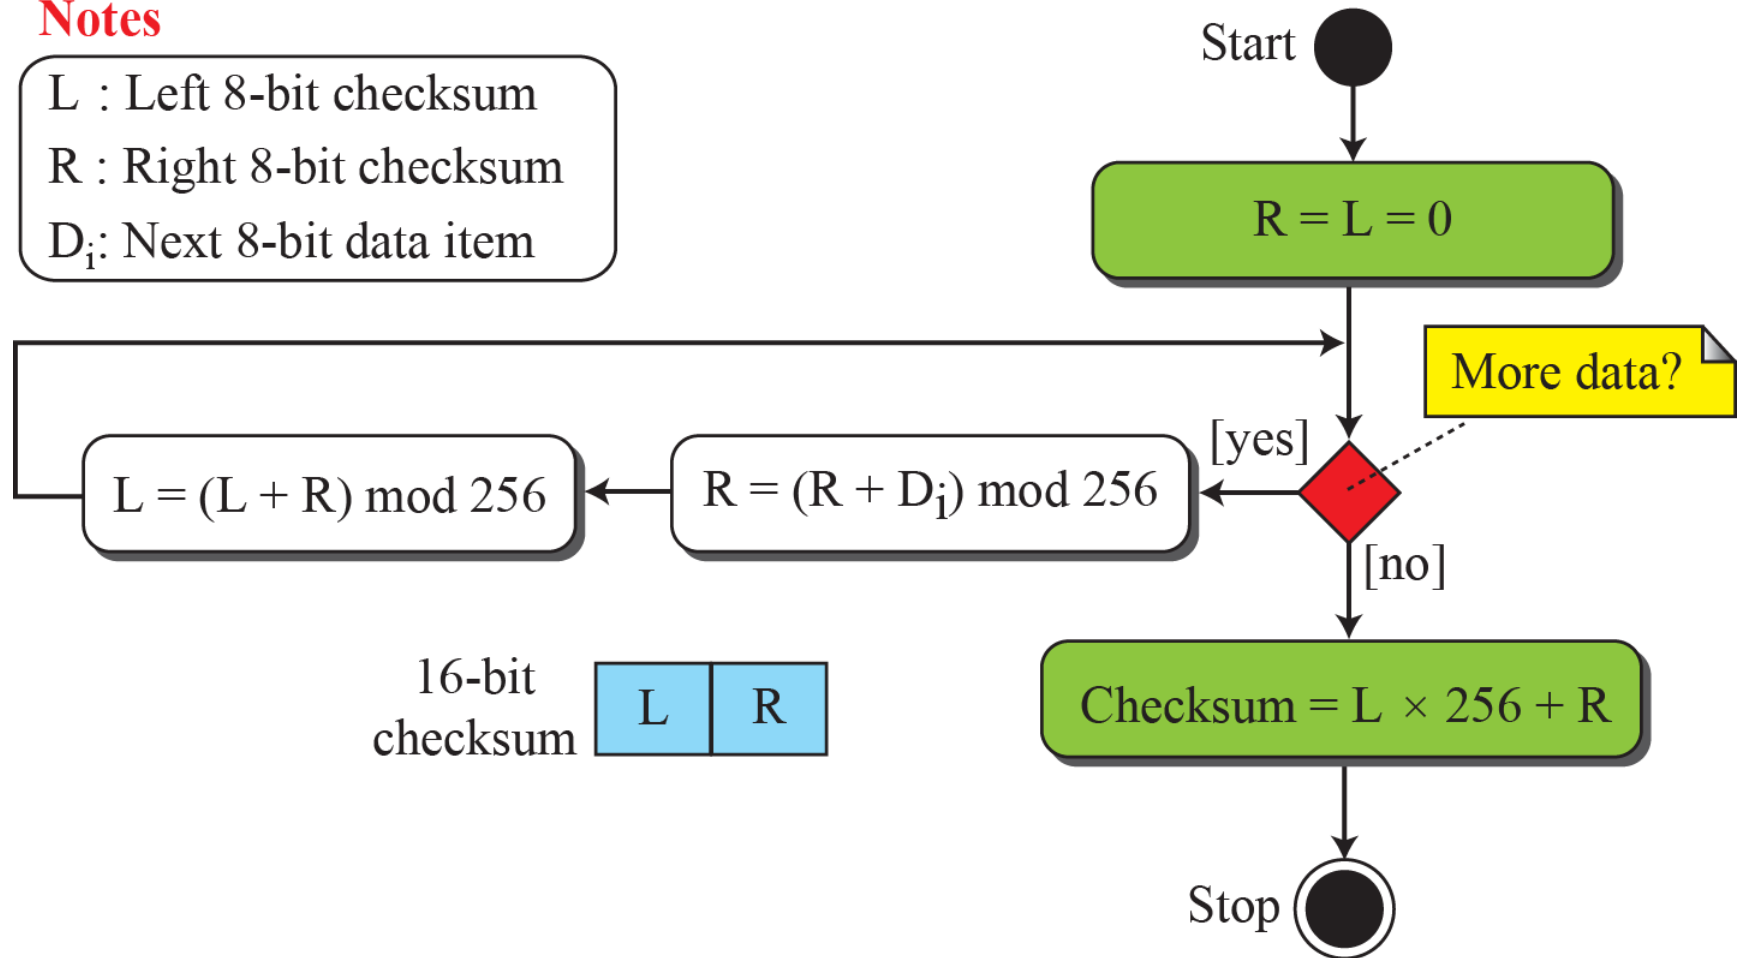 Notes
L : Left 8-bit checksum
R : Right 8-bit checksum
Di: Next 8-bit data item
Start
R = L = 0
More data?
[yes]
L = (L + R) mod 256
R = (R + Di) mod 256
[no]
16-bit
checksum
L
R
Checksum = L × 256 + R
Stop